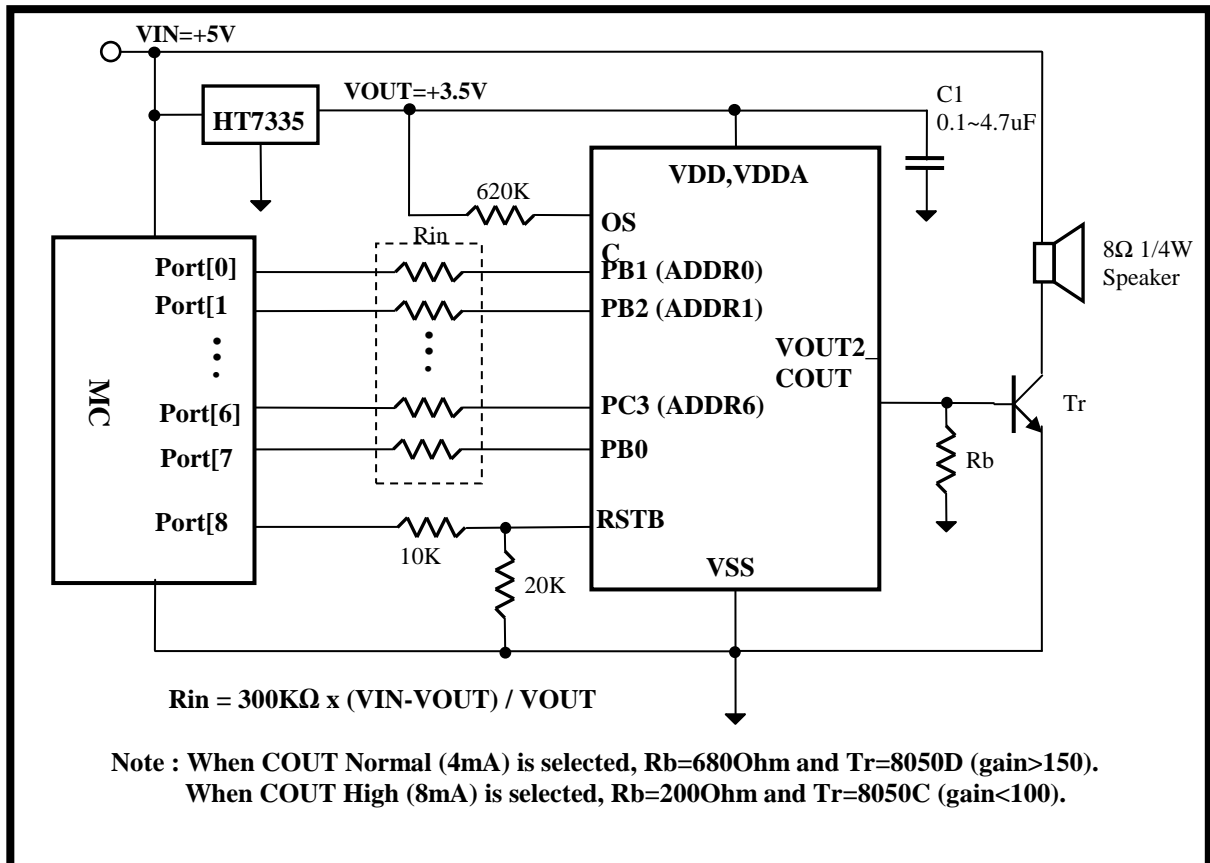 VIN=+5V
HT7335
VOUT=+3.5V
C1
0.1~4.7uF
VDD,VDDA
620K
OS
C
Rin
8Ω 1/4W
Speaker
Port[0]
PB1 (ADDR0)
Port[1
PB2 (ADDR1)
VOUT2_
COUT
MC
Port[6]
PC3 (ADDR6)
Tr
Port[7
PB0
Rb
Port[8
RSTB
10K
20K
VSS
Rin = 300KΩ x (VIN-VOUT) / VOUT
Note : When COUT Normal (4mA) is selected, Rb=680Ohm and Tr=8050D (gain>150).
When COUT High (8mA) is selected, Rb=200Ohm and Tr=8050C (gain<100).